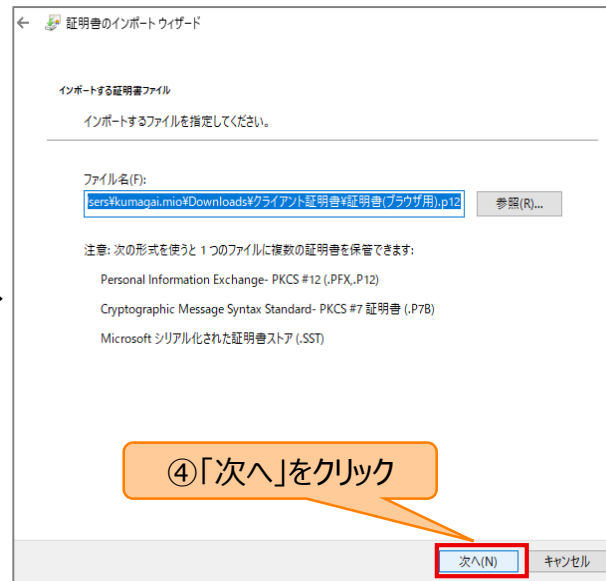 証明書のインポート ウィザード
インポートする証明書ファイル
インポートするファイルを指定してください。
ファイル名(F):
sers¥kumagai.mio¥Downloads¥クライアント証明書¥証明書(ブラウザ用).p12
参照(R)...
注意: 次の形式を使うと 1 つのファイルに複数の証明書を保管できます:
Personal Information Exchange- PKCS #12 (.PFX,.P12)
Cryptographic Message Syntax Standard- PKCS #7 証明書 (.P7B)
Microsoft シリアル化された証明書ストア (.SST)
④「次へ」をクリック
次へ(N)
キャンセル